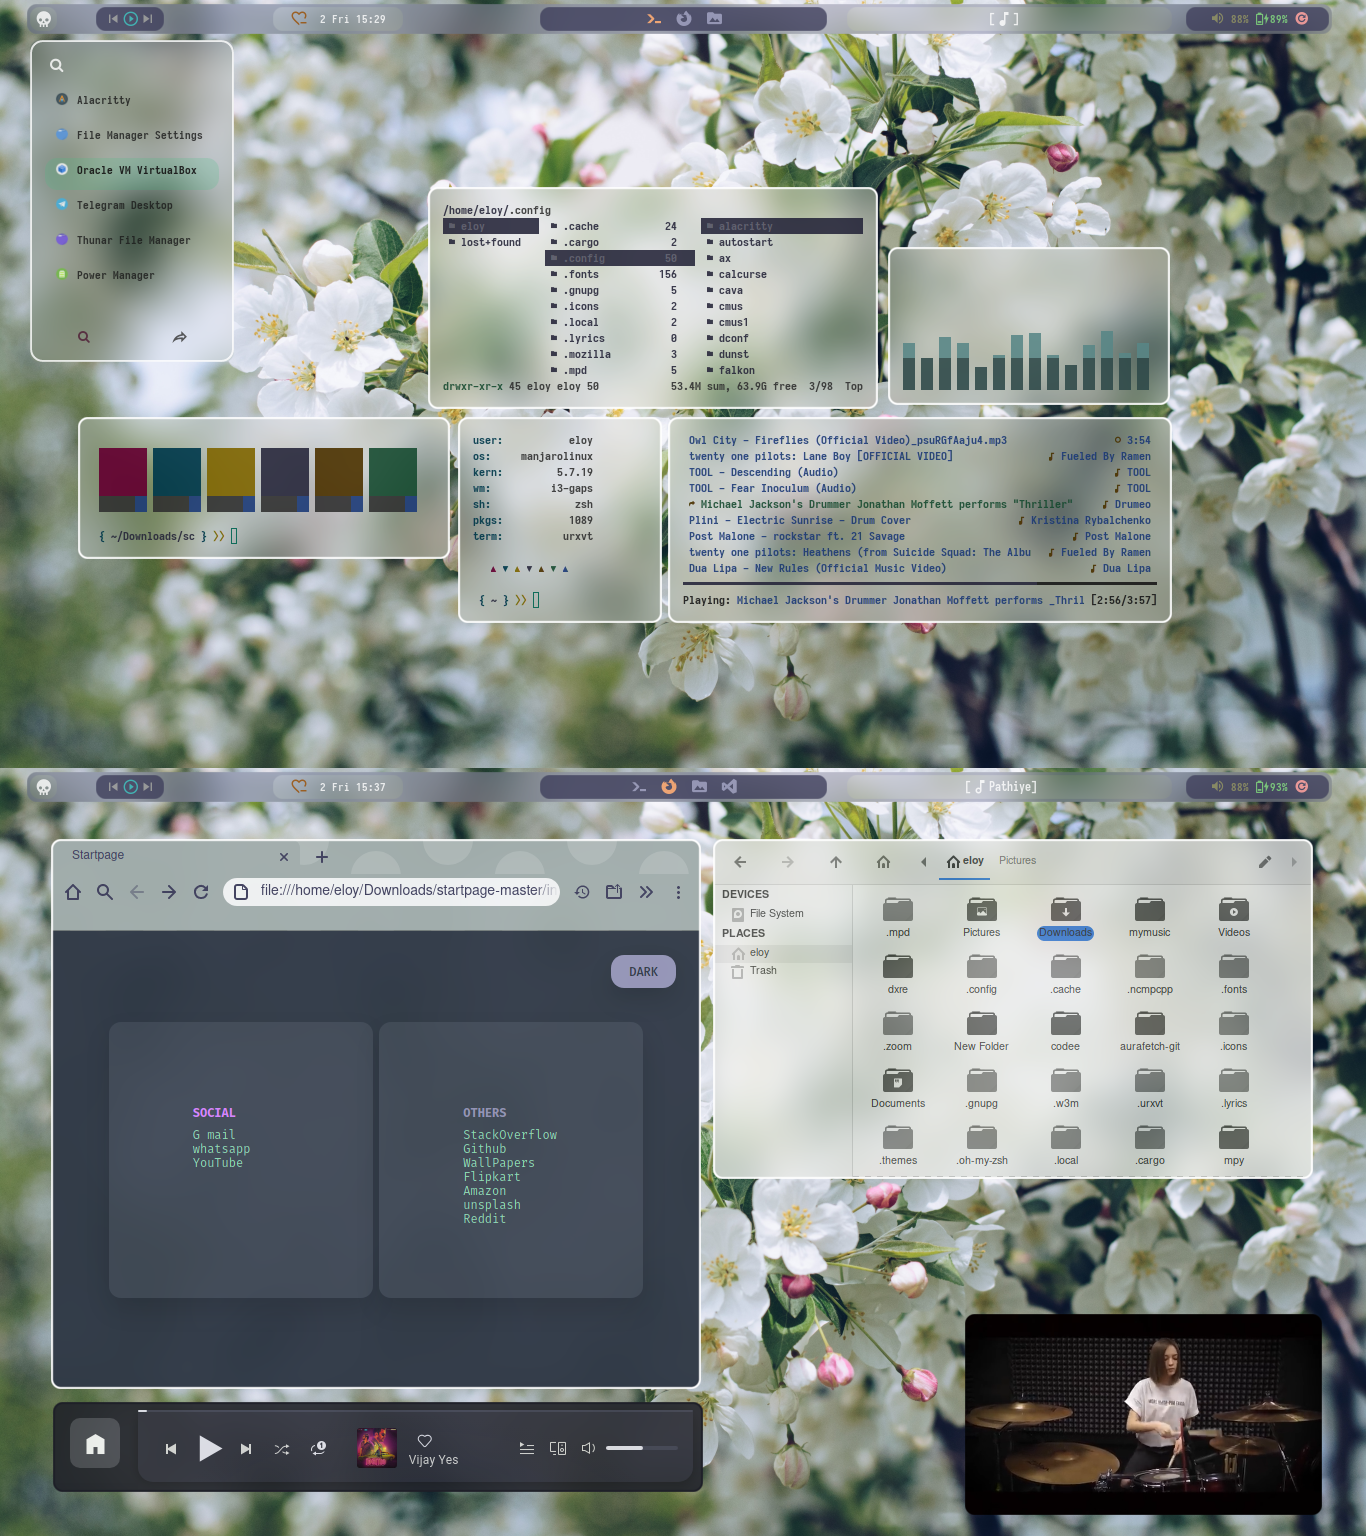 2 Fri 15:29
[ ]
88% 89%
Alacritty
File Manager Settings
Oracle VM VirtualBox
Telegram Desktop
Thunar File Manager
Power Manager
/home/eloy/.config
eloy .cache 24 alacritty
lost+found .cargo 2 autostart
.config 50 ax
.fonts 156 calcurse
.gnupg 5 cava
.icons 2 cmus
.local 2 cmus1
.lyrics 0 dconf
.mozilla 3 dunst
.mpd 5 falkon
drwxr-xr-x 45 eloy eloy 50 53.4M sum, 63.9G free 3/98 Top
{ ~/Downloads/sc } >>
user: eloy
os: manjarolinux
kern: 5.7.19
wm: i3-gaps
sh: zsh
pkgs: 1089
term: urxvt
{ ~ } >>
Owl City - Fireflies (Official Video)_psuRGfAaju4.mp3 3:54
twenty one pilots: Lane Boy [OFFICIAL VIDEO] Fueled By Ramen
TOOL - Descending (Audio) TOOL
TOOL - Fear Inoculum (Audio) TOOL
Michael Jackson's Drummer Jonathan Moffett performs "Thriller" Drumeo
Plini - Electric Sunrise - Drum Cover Kristina Rybalchenko
Post Malone - rockstar ft. 21 Savage Post Malone
twenty one pilots: Heathens (from Suicide Squad: The Albu Fueled By Ramen
Dua Lipa - New Rules (Official Music Video) Dua Lipa
Playing: Michael Jackson's Drummer Jonathan Moffett performs _Thril [2:56/3:57]
2 Fri 15:37
[ Pathiye]
88% 93%
Startpage
file:///home/eloy/Downloads/startpage-master/in
DARK
SOCIAL
G mail
whatsapp
YouTube
OTHERS
StackOverflow
Github
WallPapers
Flipkart
Amazon
unsplash
Reddit
eloy Pictures
DEVICES
File System
PLACES
eloy
Trash
.mpd Pictures Downloads mymusic Videos
dxre .config .cache .ncmpcpp .fonts
.zoom New Folder codee aurafetch-git .icons
Documents .gnupg .w3m .urxvt .lyrics
.themes .oh-my-zsh .local .cargo mpy
1
Vijay Yes